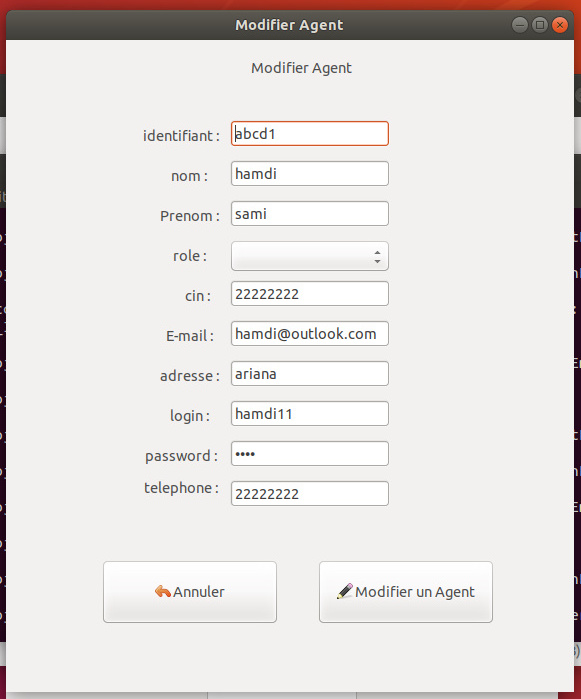 Modifier Agent
Modifier Agent
identifiant : abcd1
nom : hamdi
Prenom : sami
role :
cin : 22222222
E-mail : hamdi@outlook.com
adresse : ariana
login : hamdi11
password : ••••
telephone : 22222222
Annuler Modifier un Agent